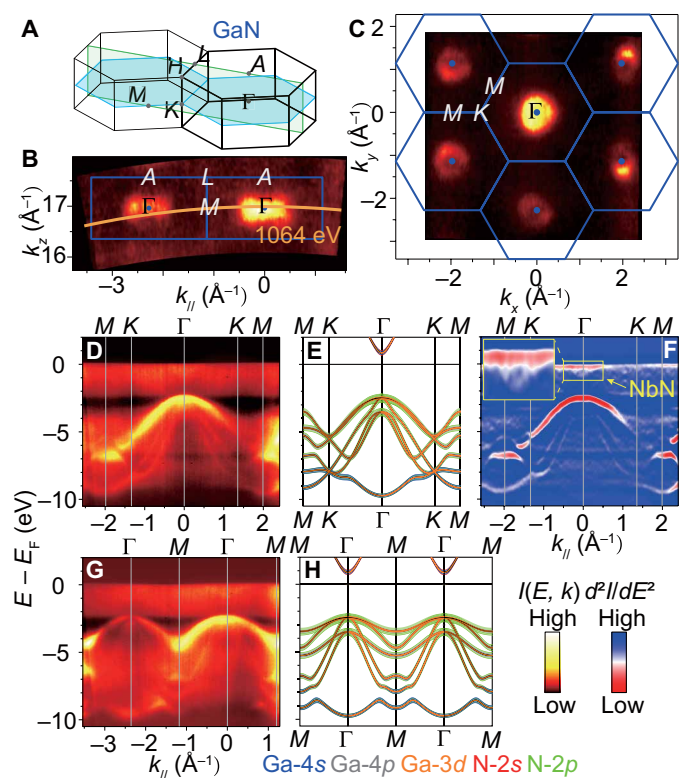 A
GaN
H
L
A
M
K
Γ
B
A
L
A
Γ
M
Γ
1064 eV
17
16
k_z (Å⁻¹)
−3
−2
−1
0
k_// (Å⁻¹)
C
M
M
K
Γ
2
0
−2
k_y (Å⁻¹)
−2
0
2
k_x (Å⁻¹)
M K Γ K M
M K Γ K M
M K Γ K M
D
E
F
NbN
0
−5
−10
E − E_F (eV)
−2 −1 0 1 2
M K Γ K M
−2 −1 0 1 2
k_// (Å⁻¹)
Γ M Γ M
M Γ M Γ M
G
H
0
−5
−10
−3 −2 −1 0 1
k_// (Å⁻¹)
M Γ M Γ M
I(E, k) d²I/dE²
High High
Low Low
Ga-4s Ga-4p Ga-3d N-2s N-2p